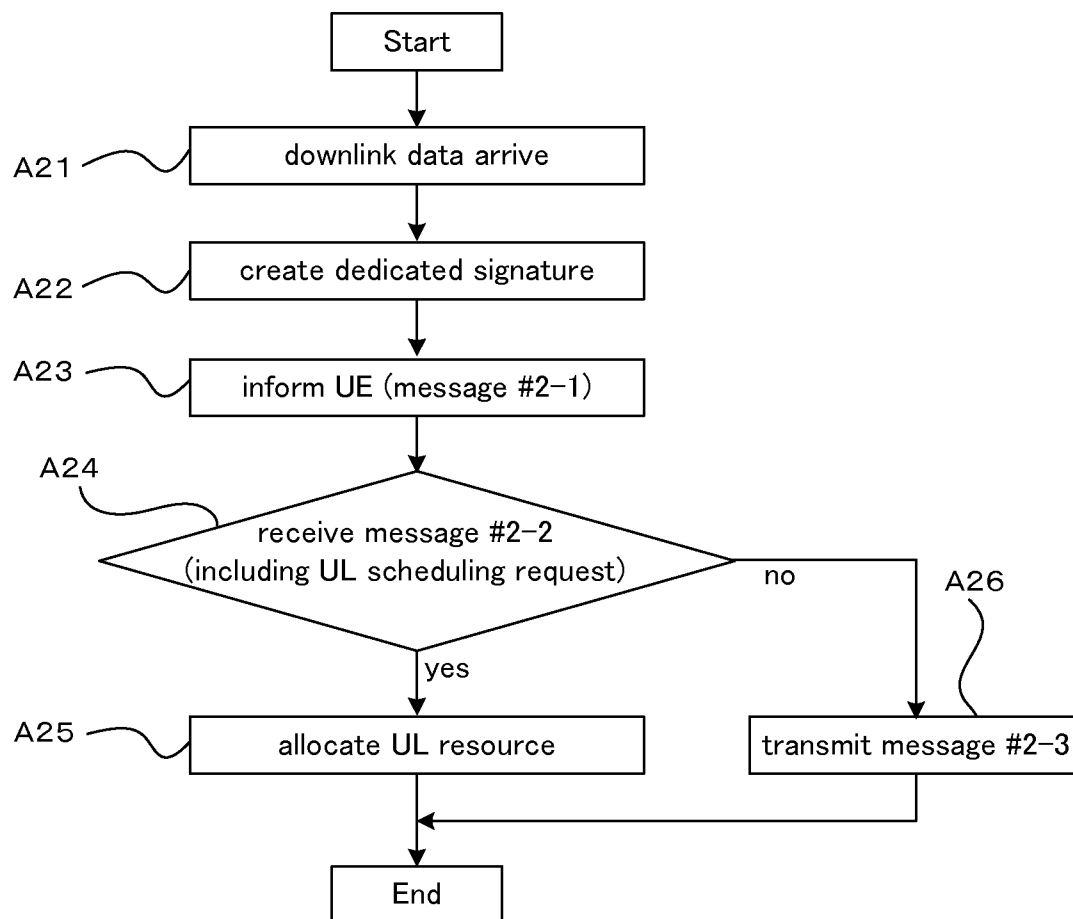 Start
A21
downlink data arrive
A22
create dedicated signature
A23
inform UE (message #2-1)
A24
receive message #2-2
(including UL scheduling request)
no
A26
yes
A25
allocate UL resource
transmit message #2-3
End